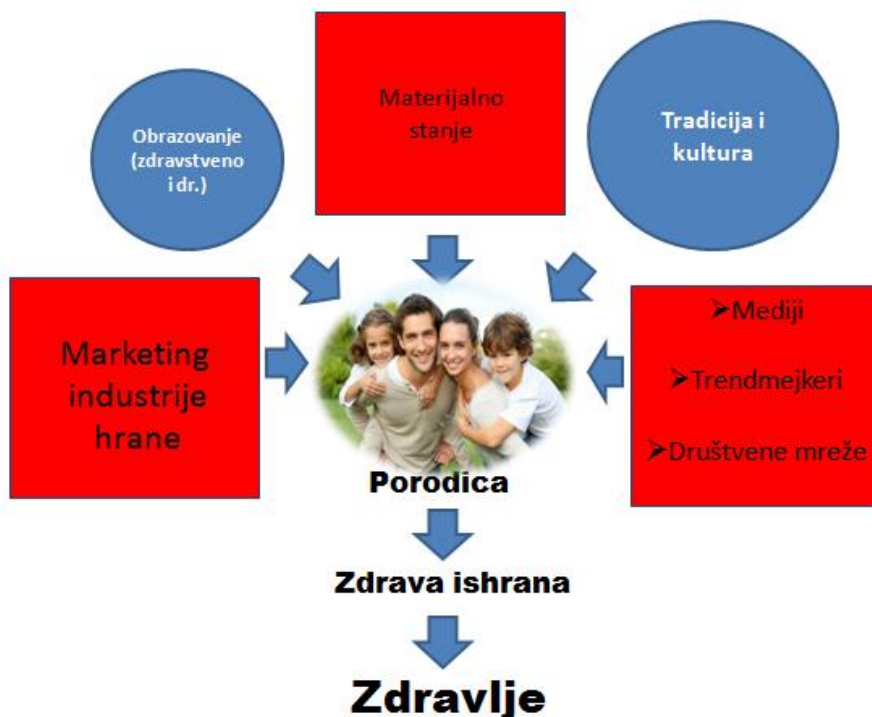 Obrazovanje
(zdravstveno
i dr.)
Materijalno
stanje
Tradicija i
kultura
Marketing
industrije
hrane
➢Mediji
➢Trendmejkeri
➢Društvene mreže
Porodica
Zdrava ishrana
Zdravlje